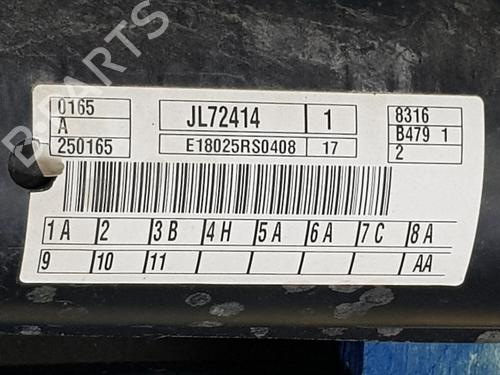 B-PARTS
0165 JL72414 1 8316
A B479 1
250165 E18025RS0408 17 2
1 A 2 3 B 4 H 5 A 6 A 7 C 8 A
9 10 11 AA